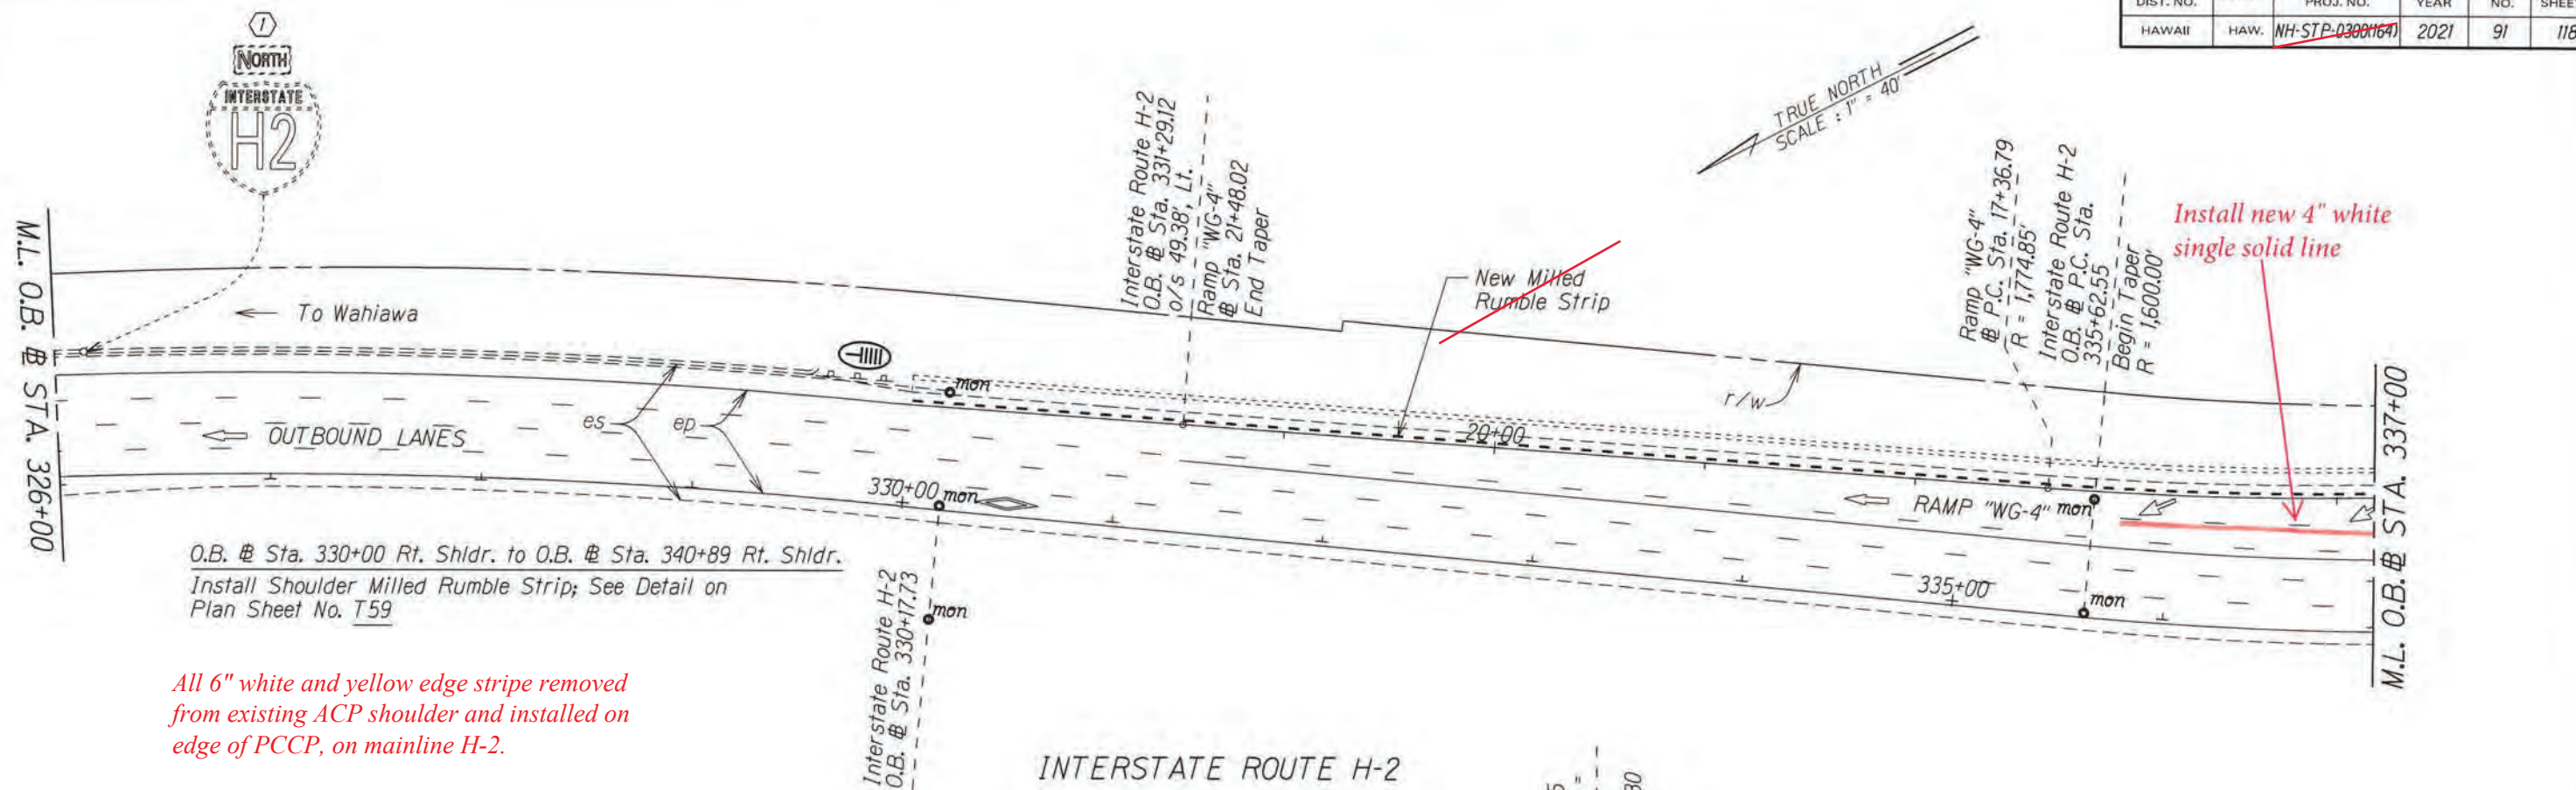 DIST. NO.
PROJ. NO.
YEAR
NO.
SHEET
HAWAII
HAW.
NH-STP-0300(164)
2021
91
118
1
NORTH
INTERSTATE
H2
TRUE NORTH
SCALE : 1" = 40'
Interstate Route H-2
O.B. ⅊ Sta. 331+29.12
o/s 49.38', Lt.
Ramp "WG-4"
⅊ Sta. 21+48.02
End Taper
New Milled
Rumble Strip
Ramp "WG-4"
⅊ P.C. Sta. 17+36.79
R = 1,774.85'
Interstate Route H-2
O.B. ⅊ P.C. Sta.
335+62.55
Begin Taper
R = 1,600.00'
Install new 4" white
single solid line
M.L. O.B. ⅊ STA. 326+00
To Wahiawa
mon
r/w
es
ep
20+00
OUTBOUND LANES
330+00
mon
RAMP "WG-4"
mon
335+00
mon
M.L. O.B. ⅊ STA. 337+00
O.B. ⅊ Sta. 330+00 Rt. Shldr. to O.B. ⅊ Sta. 340+89 Rt. Shldr.
Install Shoulder Milled Rumble Strip; See Detail on
Plan Sheet No. T59
Interstate Route H-2
O.B. ⅊ Sta. 330+17.73
mon
All 6" white and yellow edge stripe removed
from existing ACP shoulder and installed on
edge of PCCP, on mainline H-2.
INTERSTATE ROUTE H-2